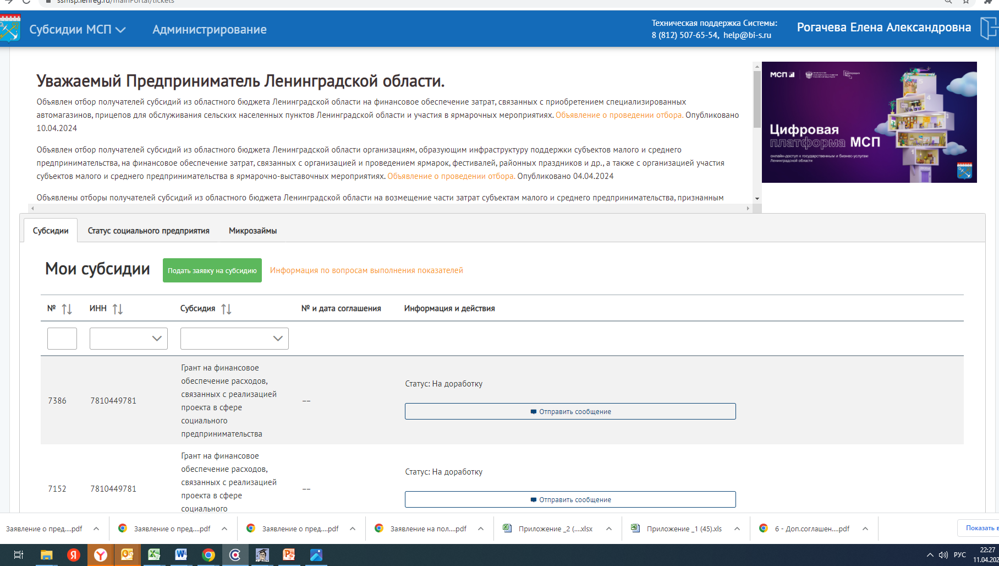 ssmsp.lenreg.ru/mainPortal/tickets
Субсидии МСП
Администрирование
Техническая поддержка Системы:
8 (812) 507-65-54, help@bi-s.ru
Рогачева Елена Александровна
Уважаемый Предприниматель Ленинградской области.
Объявлен отбор получателей субсидий из областного бюджета Ленинградской области на финансовое обеспечение затрат, связанных с приобретением специализированных
автомагазинов, прицепов для обслуживания сельских населенных пунктов Ленинградской области и участия в ярмарочных мероприятиях. Объявление о проведении отбора. Опубликовано
10.04.2024
Объявлен отбор получателей субсидий из областного бюджета Ленинградской области организациям, образующим инфраструктуру поддержки субъектов малого и среднего
предпринимательства, на финансовое обеспечение затрат, связанных с организацией и проведением ярмарок, фестивалей, районных праздников и др., а также с организацией участия
субъектов малого и среднего предпринимательства в ярмарочно-выставочных мероприятиях. Объявление о проведении отбора. Опубликовано 04.04.2024
Объявлены отборы получателей субсидий из областного бюджета Ленинградской области на возмещение части затрат субъектам малого и среднего предпринимательства, признанным
МСП
Цифровая
платформа МСП
онлайн-доступ к государственным и бизнес-услугам
Ленинградской области
Субсидии
Статус социального предприятия
Микрозаймы
Мои субсидии
Подать заявку на субсидию
Информация по вопросам выполнения показателей
№ ИНН Субсидия № и дата соглашения Информация и действия
7386
7810449781
Грант на финансовое
обеспечение расходов,
связанных с реализацией
проекта в сфере
социального
предпринимательства
––
Статус: На доработку
Отправить сообщение
7152
7810449781
Грант на финансовое
обеспечение расходов,
связанных с реализацией
проекта в сфере
социального
––
Статус: На доработку
Отправить сообщение
Заявление о пред....pdf
Заявление о пред....pdf
Заявление о пред....pdf
Заявление на пол....pdf
Приложение _2 (....xlsx
Приложение _1 (45).xls
6 - Доп.соглашен....pdf
Показать в
РУС
22:27
11.04.202